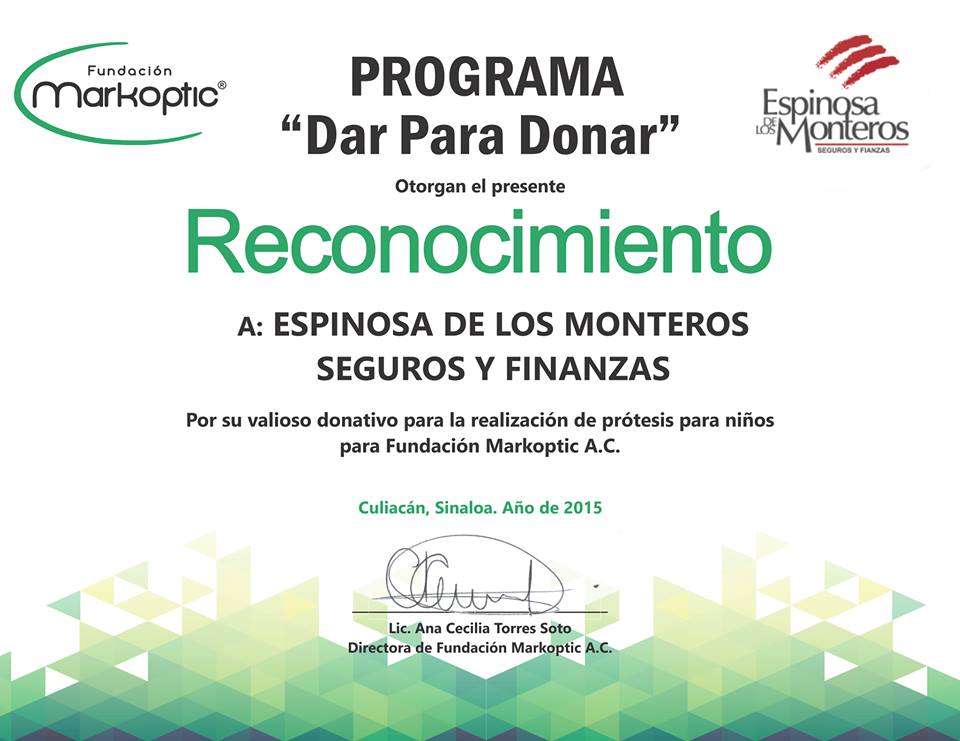 Fundación
Markoptic®
PROGRAMA
“Dar Para Donar”
Espinosa
DE LOS Monteros
SEGUROS Y FIANZAS
Otorgan el presente
Reconocimiento
A: ESPINOSA DE LOS MONTEROS
SEGUROS Y FINANZAS
Por su valioso donativo para la realización de prótesis para niños
para Fundación Markoptic A.C.
Culiacán, Sinaloa. Año de 2015
Lic. Ana Cecilia Torres Soto
Directora de Fundación Markoptic A.C.